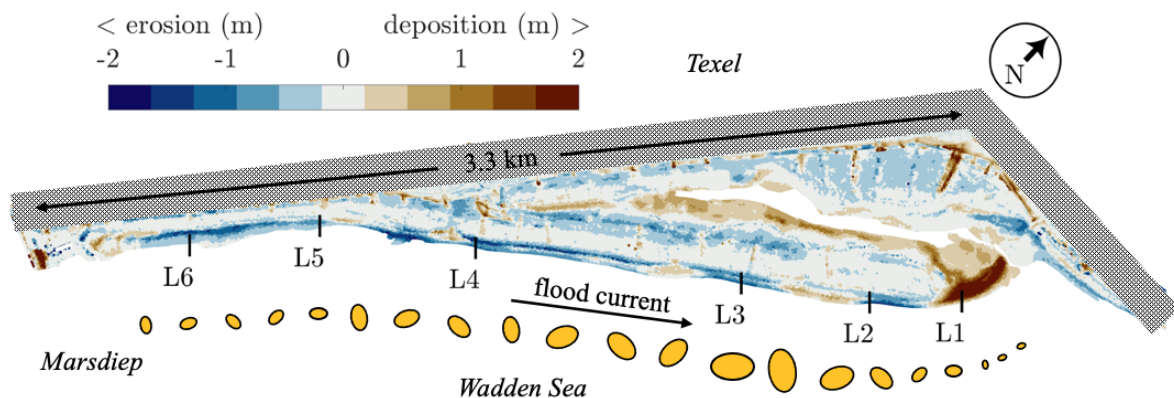 < erosion (m) deposition (m) >
-2 -1 0 1 2
Texel
N
3.3 km
L6
L5
L4
flood current
L3
L2
L1
Marsdiep
Wadden Sea